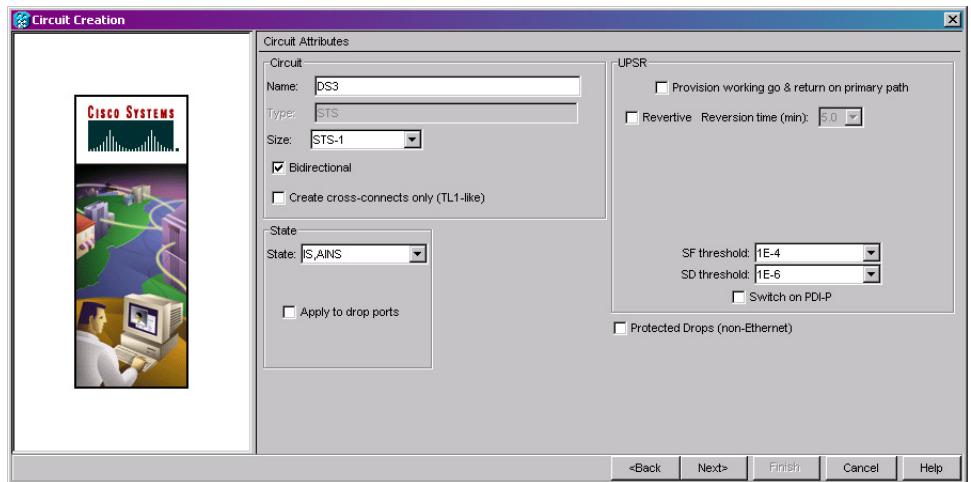 Circuit Creation
CISCO SYSTEMS
Circuit Attributes
Circuit
Name: DS3
Type: STS
Size: STS-1
Bidirectional
Create cross-connects only (TL1-like)
State
State: IS,AINS
Apply to drop ports
UPSR
Provision working go & return on primary path
Revertive Reversion time (min): 5.0
SF threshold: 1E-4
SD threshold: 1E-6
Switch on PDI-P
Protected Drops (non-Ethernet)
<Back Next> Finish Cancel Help